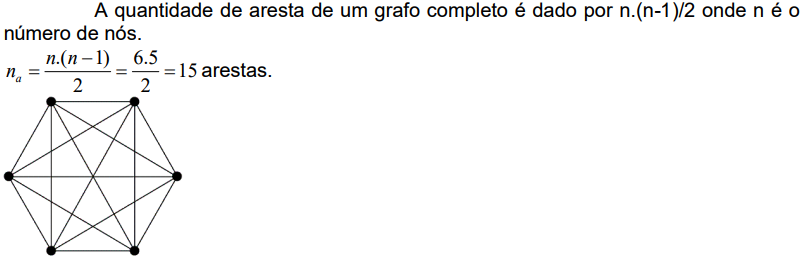 A quantidade de aresta de um grafo completo é dado por n.(n-1)/2 onde n é o
número de nós.
n_a = n.(n−1)/2 = 6.5/2 = 15 arestas.